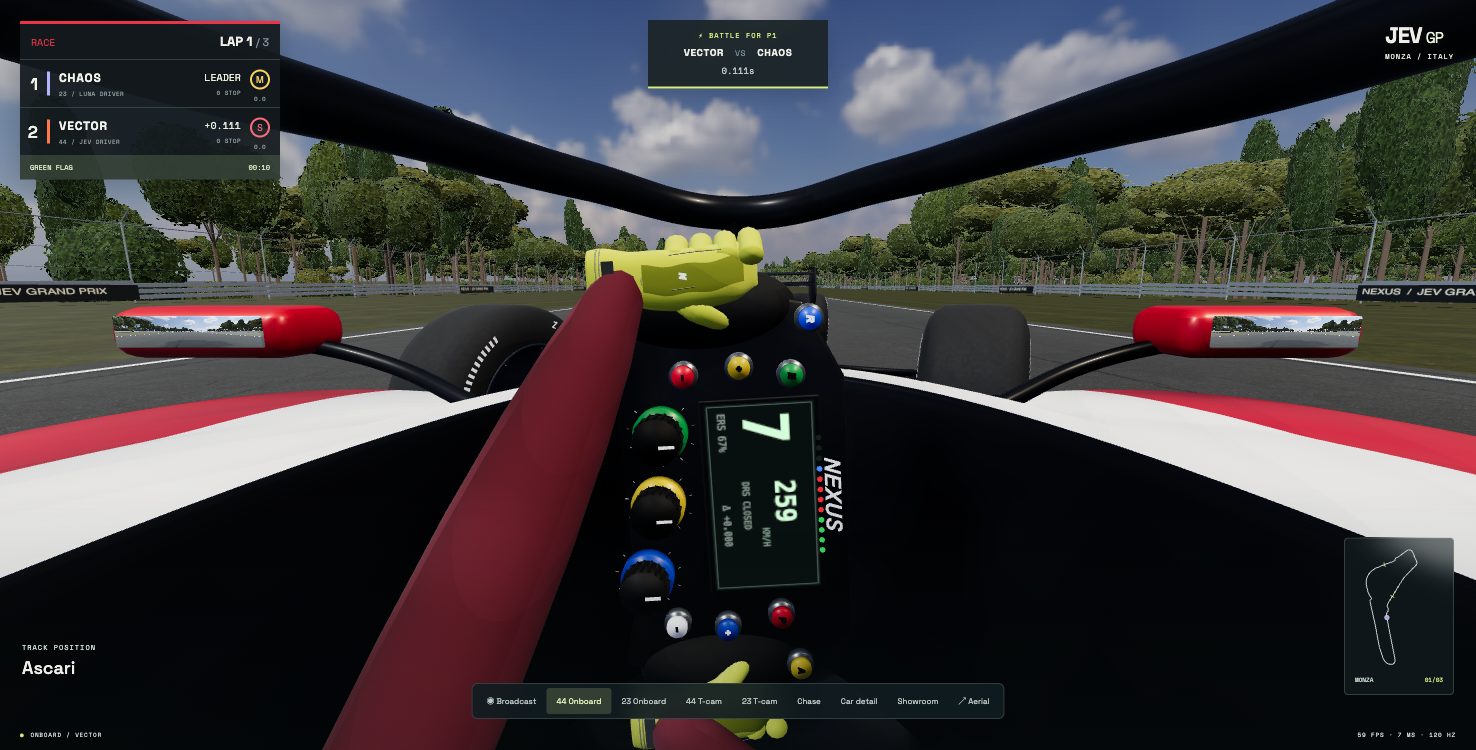 RACE
LAP 1 / 3
1 CHAOS LEADER M
23 / LUNA DRIVER 0 STOP 0.0
2 VECTOR +0.111 S
44 / JEV DRIVER 0 STOP 0.0
GREEN FLAG 00:10
⚡ BATTLE FOR P1
VECTOR VS CHAOS
0.111s
JEV GP
MONZA / ITALY
JEV GRAND PRIX
NEXUS / JEV GRA
N
R
7
ERS 67%
259
KM/H
DRS CLOSED
Δ +0.000
NEXUS
TRACK POSITION
Ascari
MONZA 01/03
Broadcast
44 Onboard
23 Onboard
44 T-cam
23 T-cam
Chase
Car detail
Showroom
Aerial
ONBOARD / VECTOR
59 FPS · 7 MS · 120 HZ